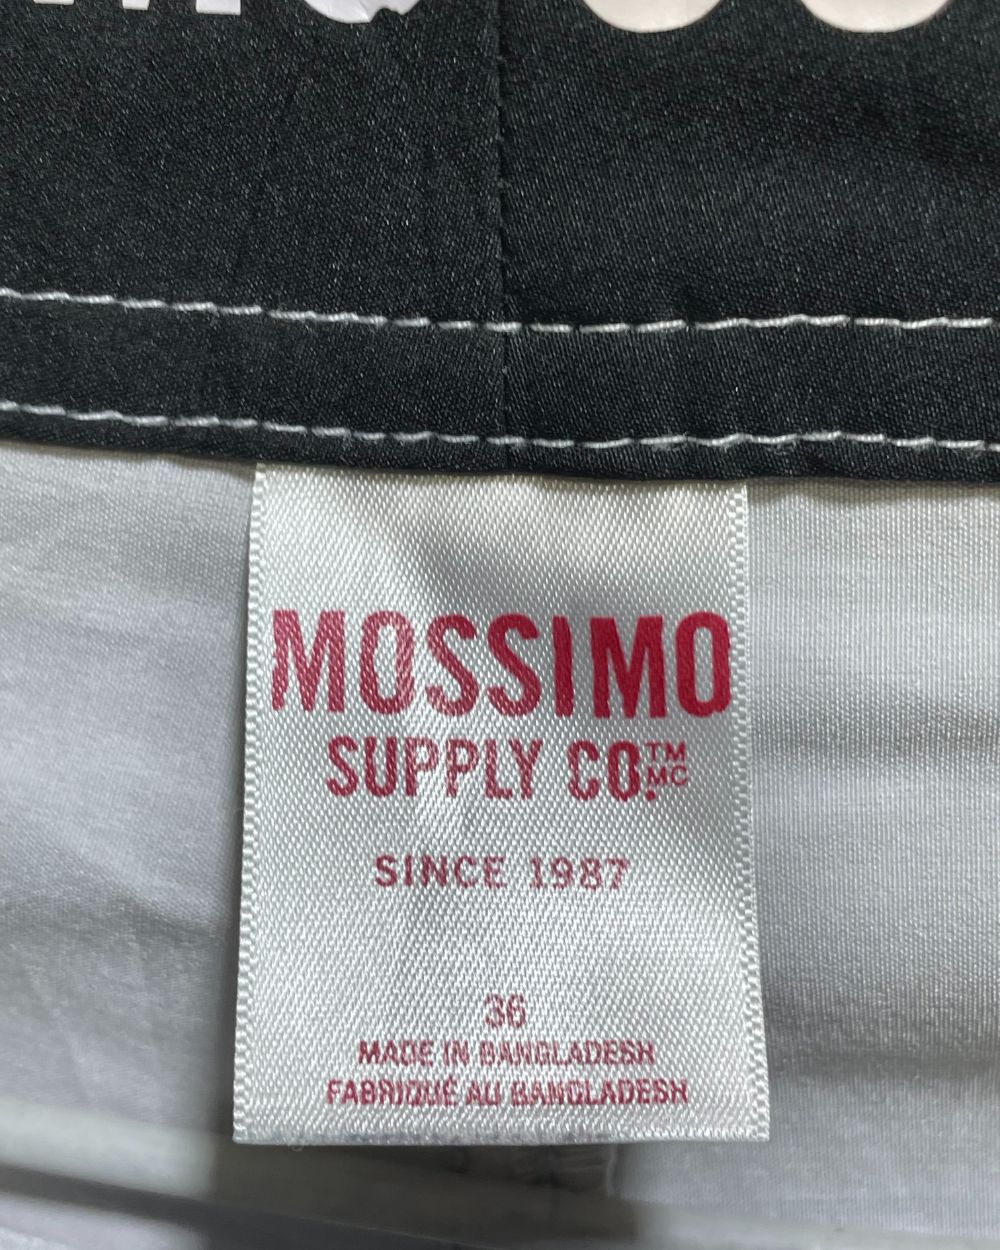 MOSSIMO
SUPPLY CO.™ MC
SINCE 1987
36
MADE IN BANGLADESH
FABRIQUÉ AU BANGLADESH